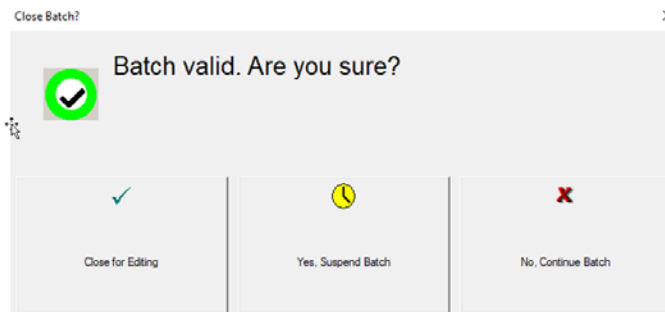 Close Batch?
Batch valid. Are you sure?
Close for Editing
Yes, Suspend Batch
No, Continue Batch